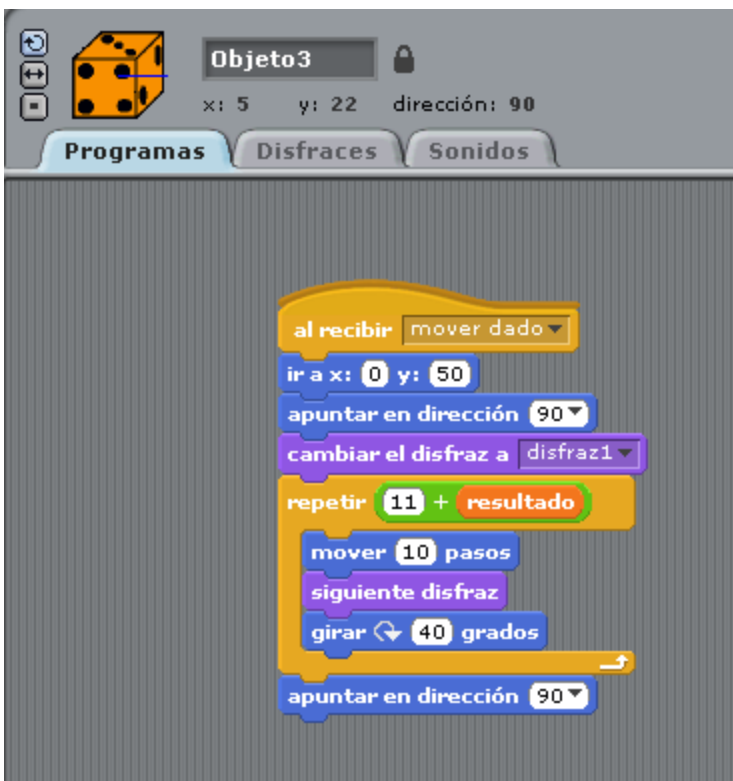 Objeto3
x: 5 y: 22 dirección: 90
Programas Disfraces Sonidos
al recibir mover dado
ir a x: 0 y: 50
apuntar en dirección 90
cambiar el disfraz a disfraz1
repetir 11 + resultado
mover 10 pasos
siguiente disfraz
girar 40 grados
apuntar en dirección 90